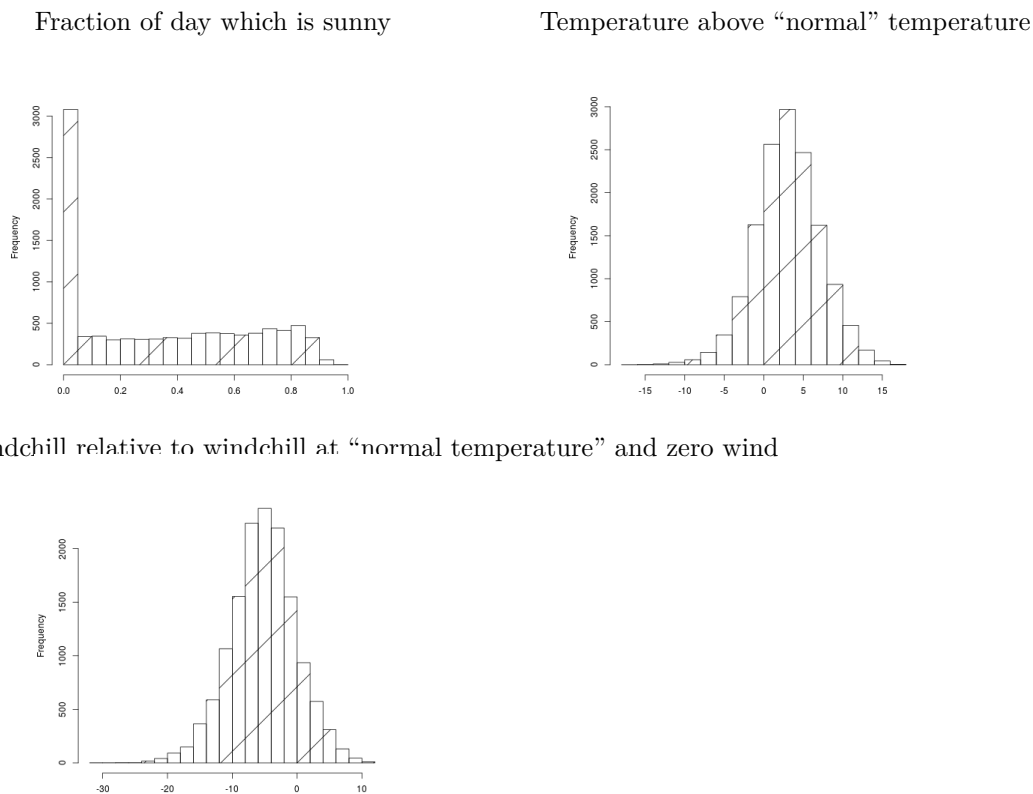 Fraction of day which is sunny
Temperature above “normal” temperature
Frequency
0 500 1000 1500 2000 2500 3000
0.0 0.2 0.4 0.6 0.8 1.0
Frequency
0 500 1000 1500 2000 2500 3000
-15 -10 -5 0 5 10 15
relative to windchill at “normal temperature” and zero wind
Frequency
0 500 1000 1500 2000
-30 -20 -10 0 10